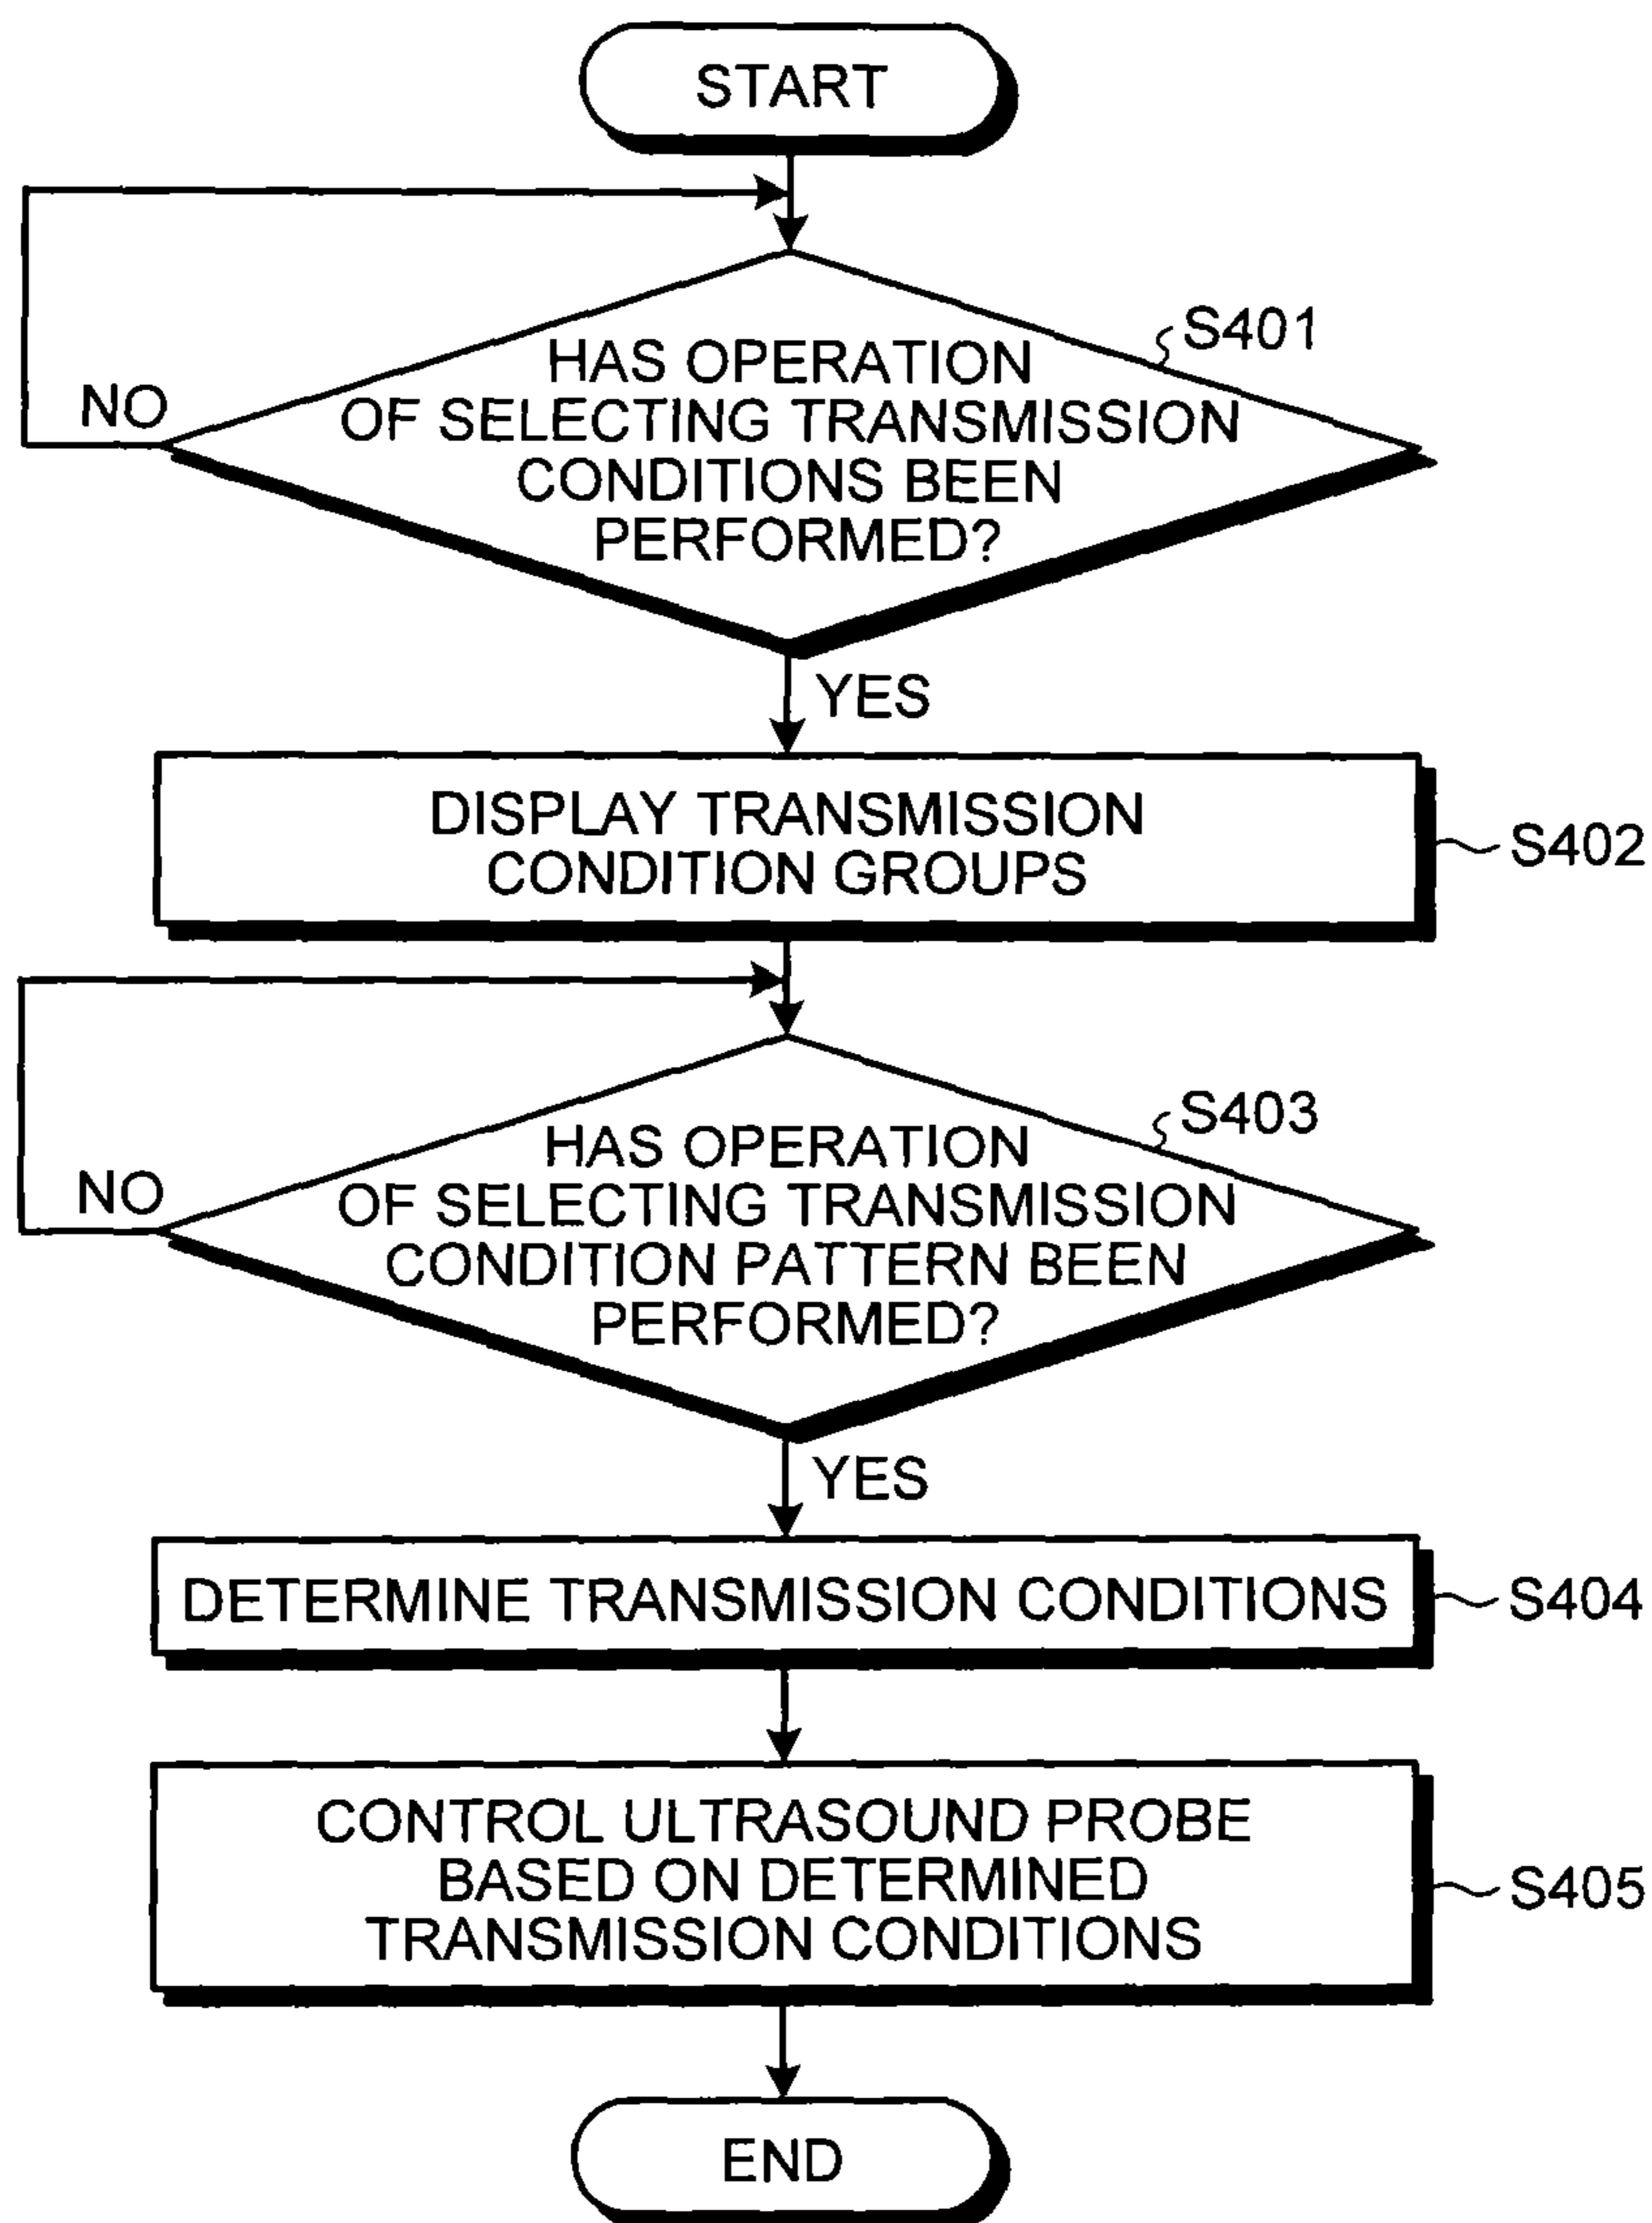 START
S401
HAS OPERATION
OF SELECTING TRANSMISSION
CONDITIONS BEEN
PERFORMED?
NO
YES
DISPLAY TRANSMISSION
CONDITION GROUPS
S402
S403
HAS OPERATION
OF SELECTING TRANSMISSION
CONDITION PATTERN BEEN
PERFORMED?
NO
YES
DETERMINE TRANSMISSION CONDITIONS
S404
CONTROL ULTRASOUND PROBE
BASED ON DETERMINED
TRANSMISSION CONDITIONS
S405
END